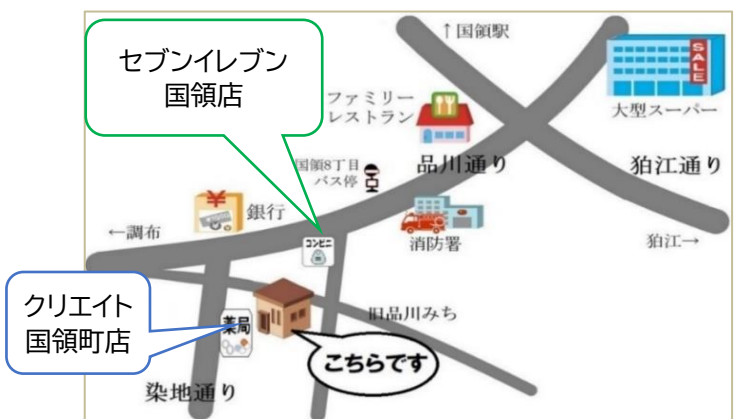 セブンイレブン
国領店
↑国領駅
SALE
大型スーパー
ファミリー
レストラン
品川通り
狛江通り
国領8丁目
バス停
¥
銀行
コンビニ
消防署
←調布
狛江→
クリエイト
国領町店
薬局
旧品川みち
こちらです
染地通り